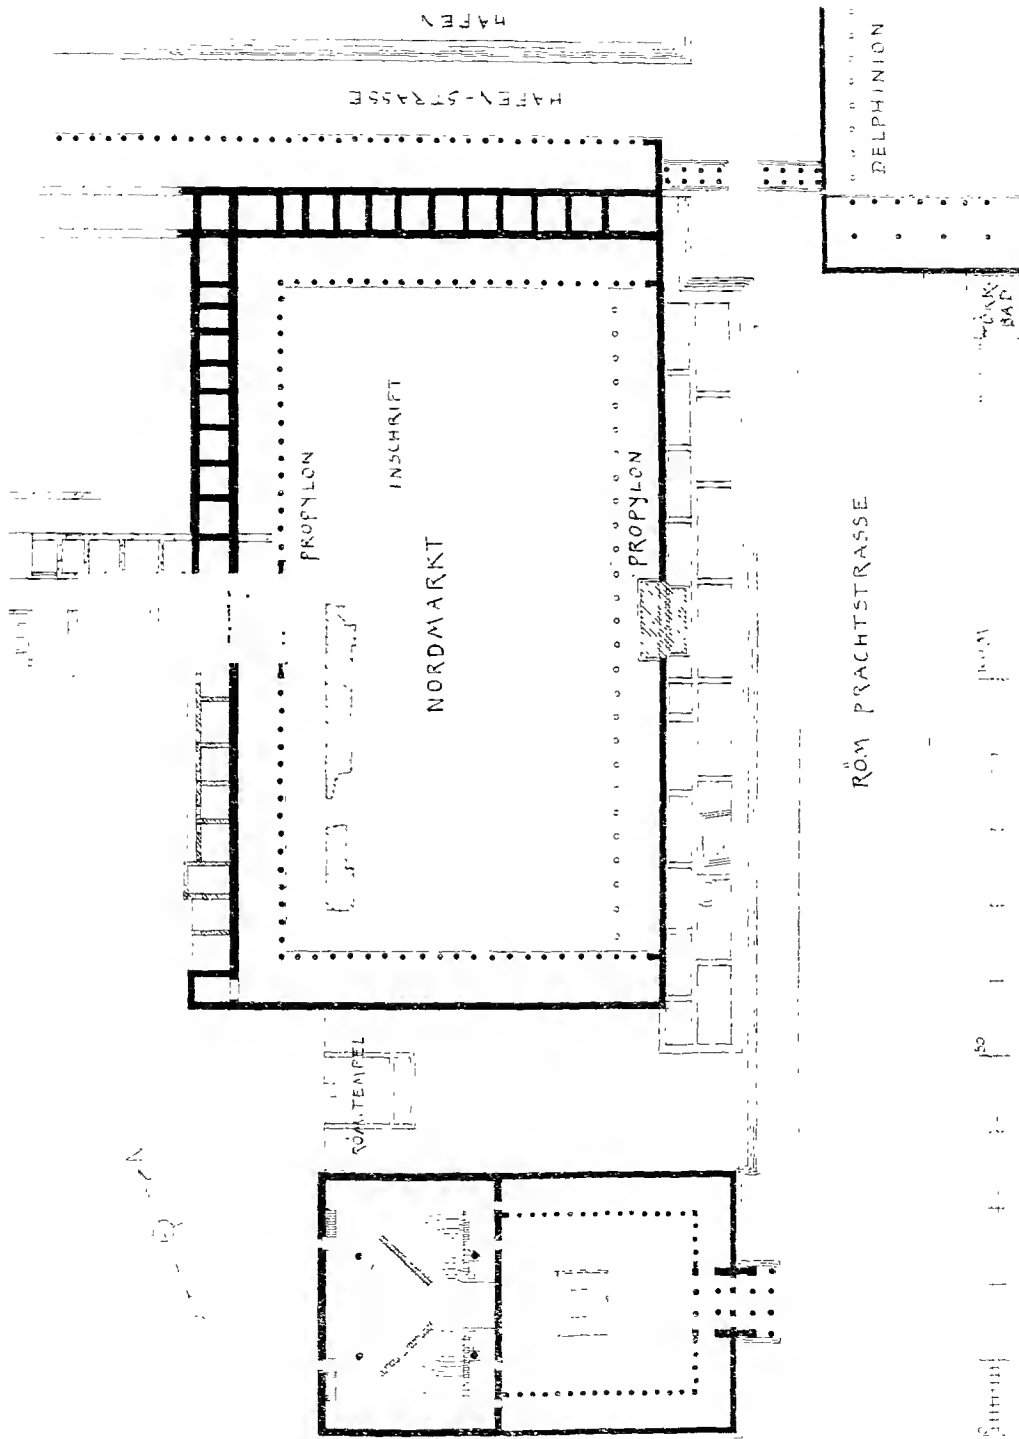 HAFEN
HAFEN-STRASSE
DELPHINION
BAD
INSCHRIFT
PROPYLON
PROPYLON
NORDMARKT
RÖM PRACHTSTRASSE
RÖM.TEMPEL
50
N